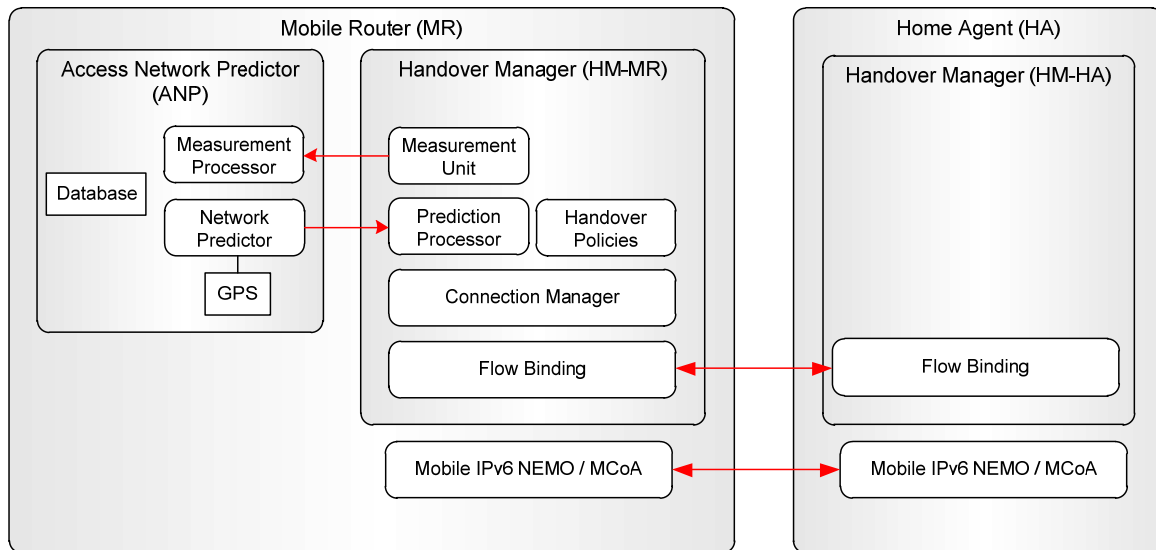 Mobile Router (MR)
Access Network Predictor
(ANP)
Measurement
Processor
Database
Network
Predictor
GPS
Handover Manager (HM-MR)
Measurement
Unit
Prediction
Processor
Handover
Policies
Connection Manager
Flow Binding
Mobile IPv6 NEMO / MCoA
Home Agent (HA)
Handover Manager (HM-HA)
Flow Binding
Mobile IPv6 NEMO / MCoA